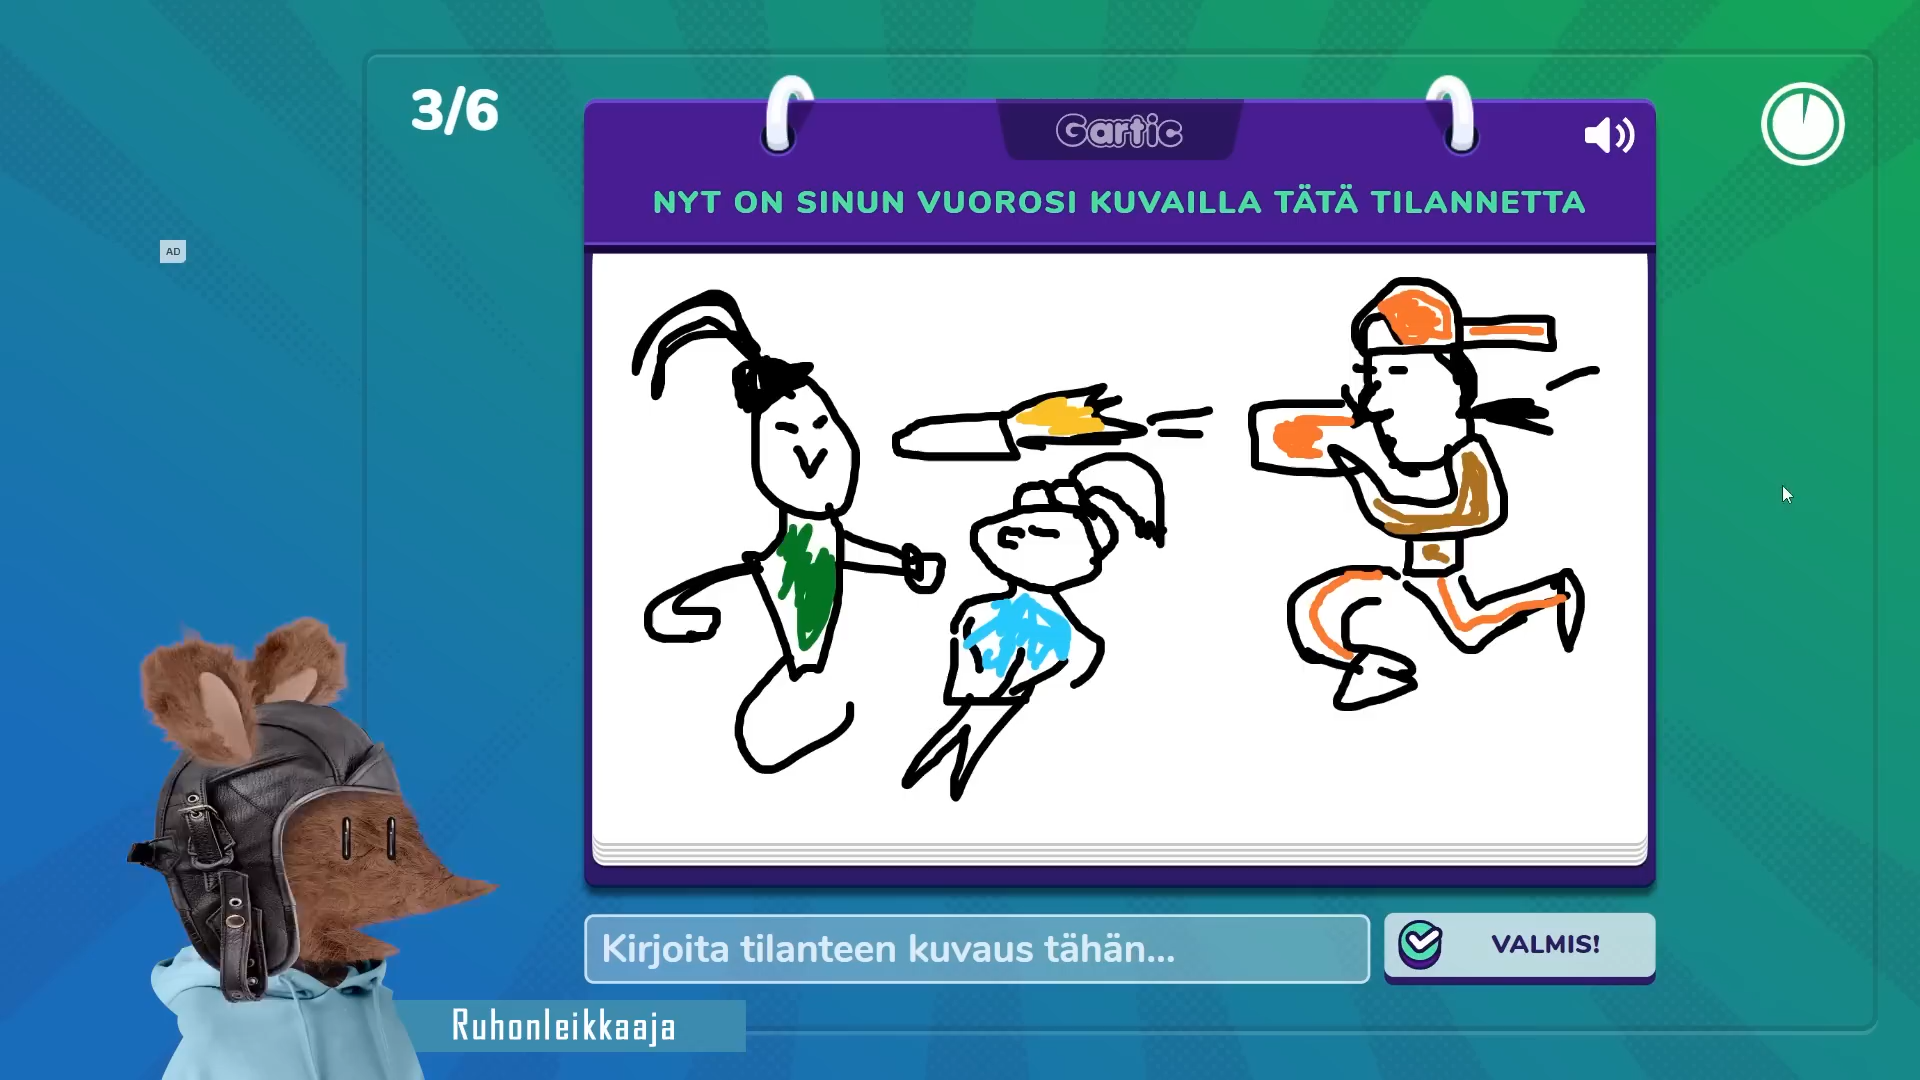 3/6
Gartic
NYT ON SINUN VUOROSI KUVAILLA TÄTÄ TILANNETTA
AD
Kirjoita tilanteen kuvaus tähän...
VALMIS!
Ruhonleikkaaja